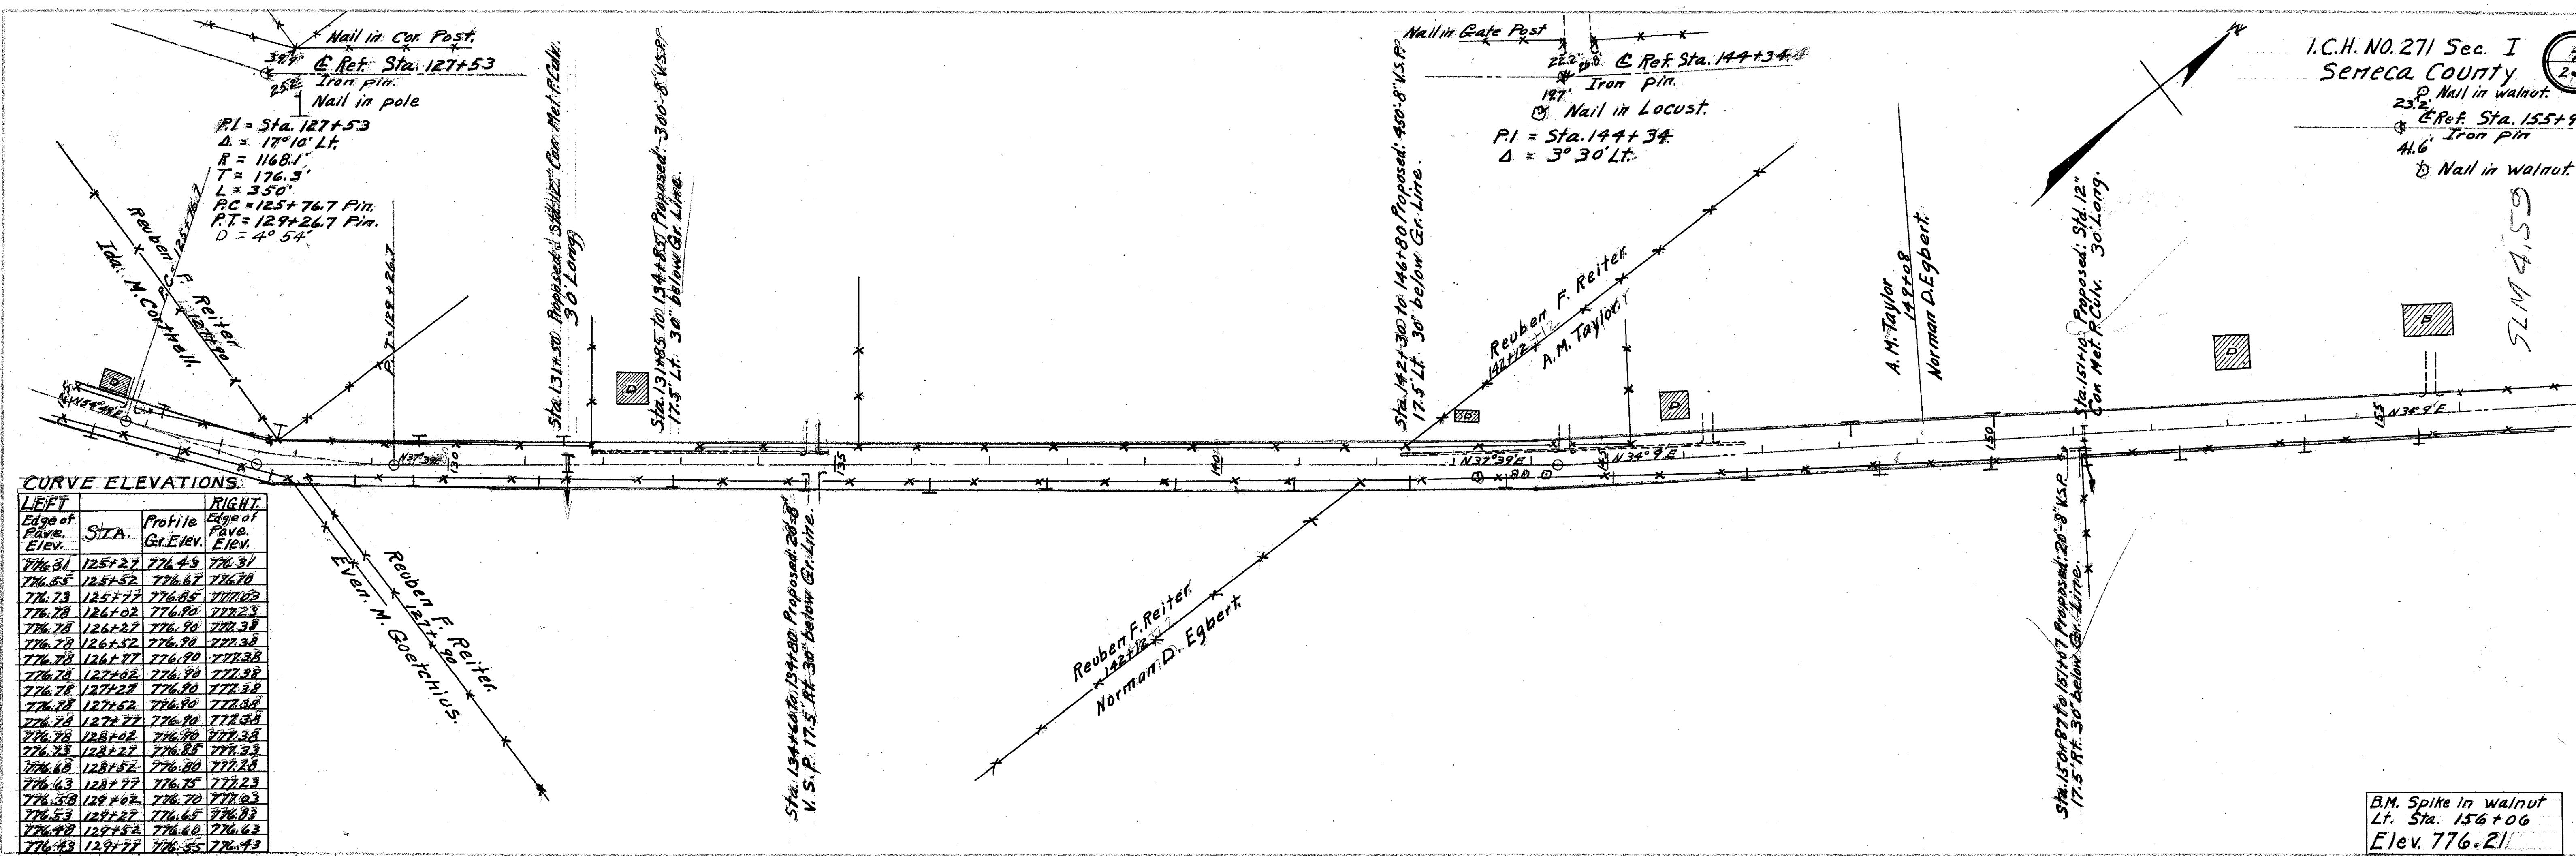 Nail in Cor. Post.
39.9'
℄ Ref. Sta. 127+53
Iron pin.
25.2'
Nail in pole
P.I = Sta. 127+53
Δ = 17°10' Lt.
R = 1168.1'
T = 176.3'
L = 350'
P.C = 125+76.7 Pin.
P.T. = 129+26.7 Pin.
D = 4° 54'
Reuben F. Reiter
127+90
Ida. M. Corthell.
P.C = 125+76.7
P.T = 129+26.7
Sta. 131+50 Proposed Std. 12" Con. Met. P. Culv.
30' Long
Sta. 131+85 to 134+85 Proposed: 300'-8" V.S.P.
17.5' Lt. 30" below Gr. Line.
Nail in Gate Post
22.2'
℄ Ref. Sta. 144+34.4
Iron pin.
19.7'
Nail in Locust.
P.I = Sta. 144+34
Δ = 3° 30' Lt.
Sta. 142+30 to 146+80 Proposed: 450'-8" V.S.P.
17.5' Lt. 30" below Gr. Line.
Reuben F. Reiter.
142+12
A.M. Taylor
A.M. Taylor
149+08
Norman D. Egbert.
Sta. 151+10 Proposed: Std. 12"
Con Met. P. Culv. 30' Long.
I.C.H. NO. 271 Sec. I
Seneca County.
Nail in walnut.
23.2'
℄ Ref. Sta. 155+9
Iron pin
41.6'
Nail in walnut.
SLM 4.59
D
D
D
D
B
125
N54°49'E
N37°39'E
130
135
140
N37°39'E
145
N34°9'E
150
155
N34°9'E
CURVE ELEVATIONS
LEFT RIGHT.
Edge of Pave. Elev. STA. Profile Gr. Elev. Edge of Pave. Elev.
776.31 125+27 776.43 776.31
776.55 125+52 776.67 776.70
776.73 125+77 776.85 777.03
776.78 126+02 776.90 777.23
776.78 126+27 776.90 777.38
776.78 126+52 776.90 777.38
776.78 126+77 776.90 777.38
776.78 127+02 776.90 777.38
776.78 127+27 776.90 777.38
776.78 127+52 776.90 777.38
776.78 127+77 776.90 777.38
776.78 128+02 776.90 777.38
776.73 128+27 776.85 777.33
776.68 128+52 776.80 777.28
776.63 128+77 776.75 777.23
776.58 129+02 776.70 777.03
776.53 129+27 776.65 776.83
776.48 129+52 776.60 776.63
776.43 129+77 776.55 776.43
Reuben F. Reiter.
127+90
Even. M. Goetchius.
Sta. 134+60 to 134+80 Proposed: 20'-8"
V.S.P. 17.5' Rt. 30" below Gr. Line.
Reuben F. Reiter.
142+12
Norman D. Egbert.
Sta. 150+87 to 151+07 Proposed: 20'-8" V.S.P.
17.5' Rt. 30" below Gr. Line.
B.M. Spike in walnut
Lt. Sta. 156+06
Elev. 776.21